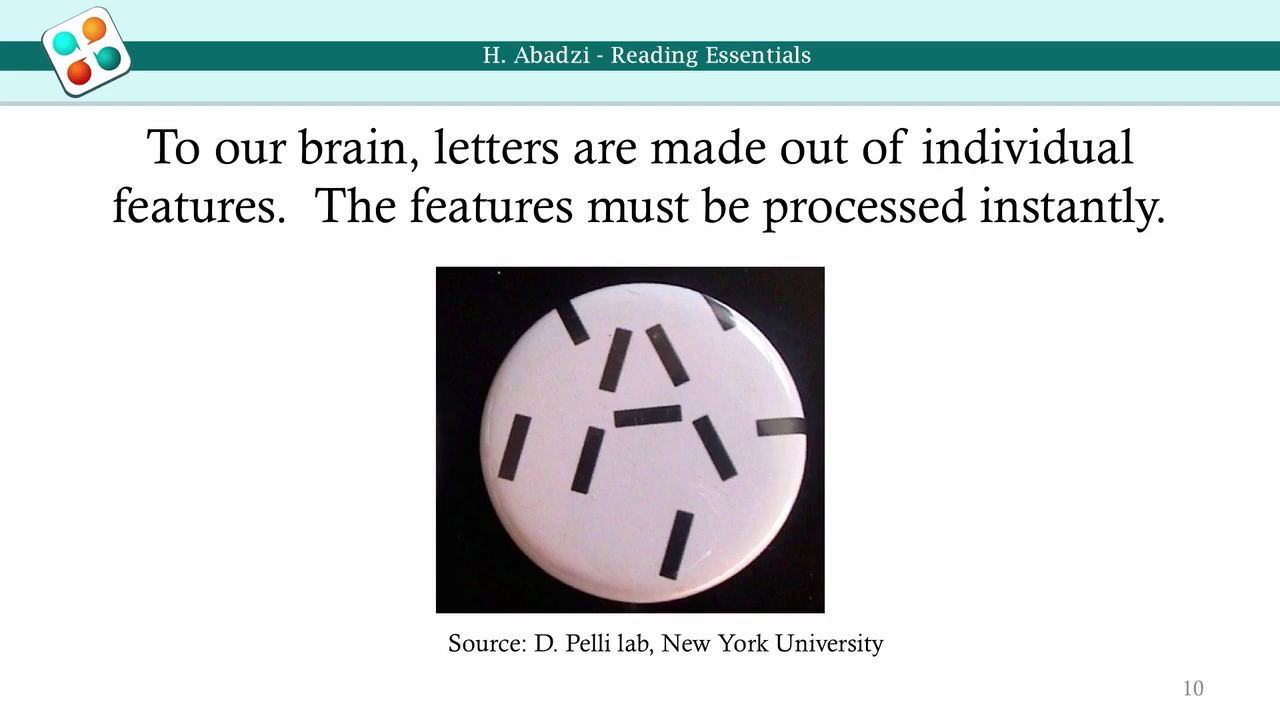 H. Abadzi - Reading Essentials
To our brain, letters are made out of individual
features.  The features must be processed instantly.
Source: D. Pelli lab, New York University
10